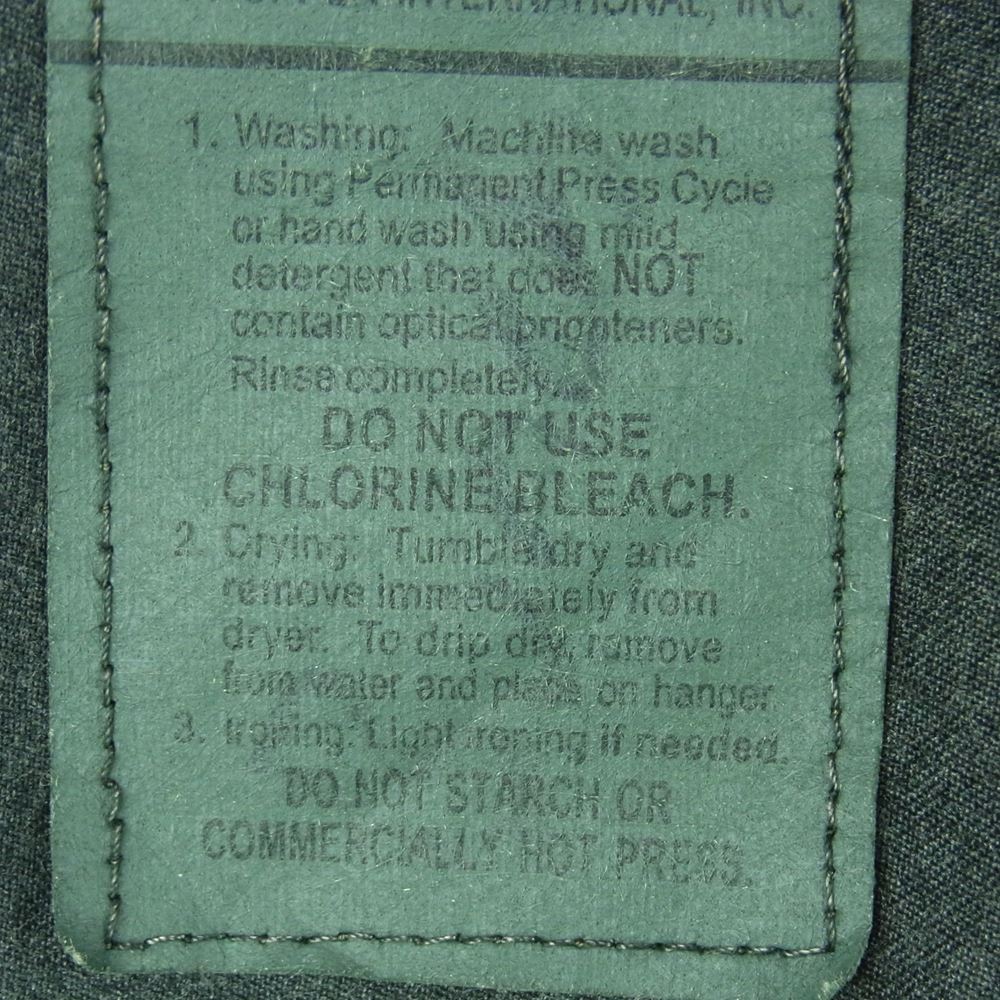 INTERNATIONAL, INC.
1. Washing: Machine wash
using Permanent Press Cycle
or hand wash using mild
detergent that does NOT
contain optical brighteners.
Rinse completely.
DO NOT USE
CHLORINE BLEACH.
2. Drying: Tumble dry and
remove immediately from
dryer. To drip dry, remove
from water and place on hanger.
3. Ironing: Light ironing if needed.
DO NOT STARCH OR
COMMERCIALLY HOT PRESS.